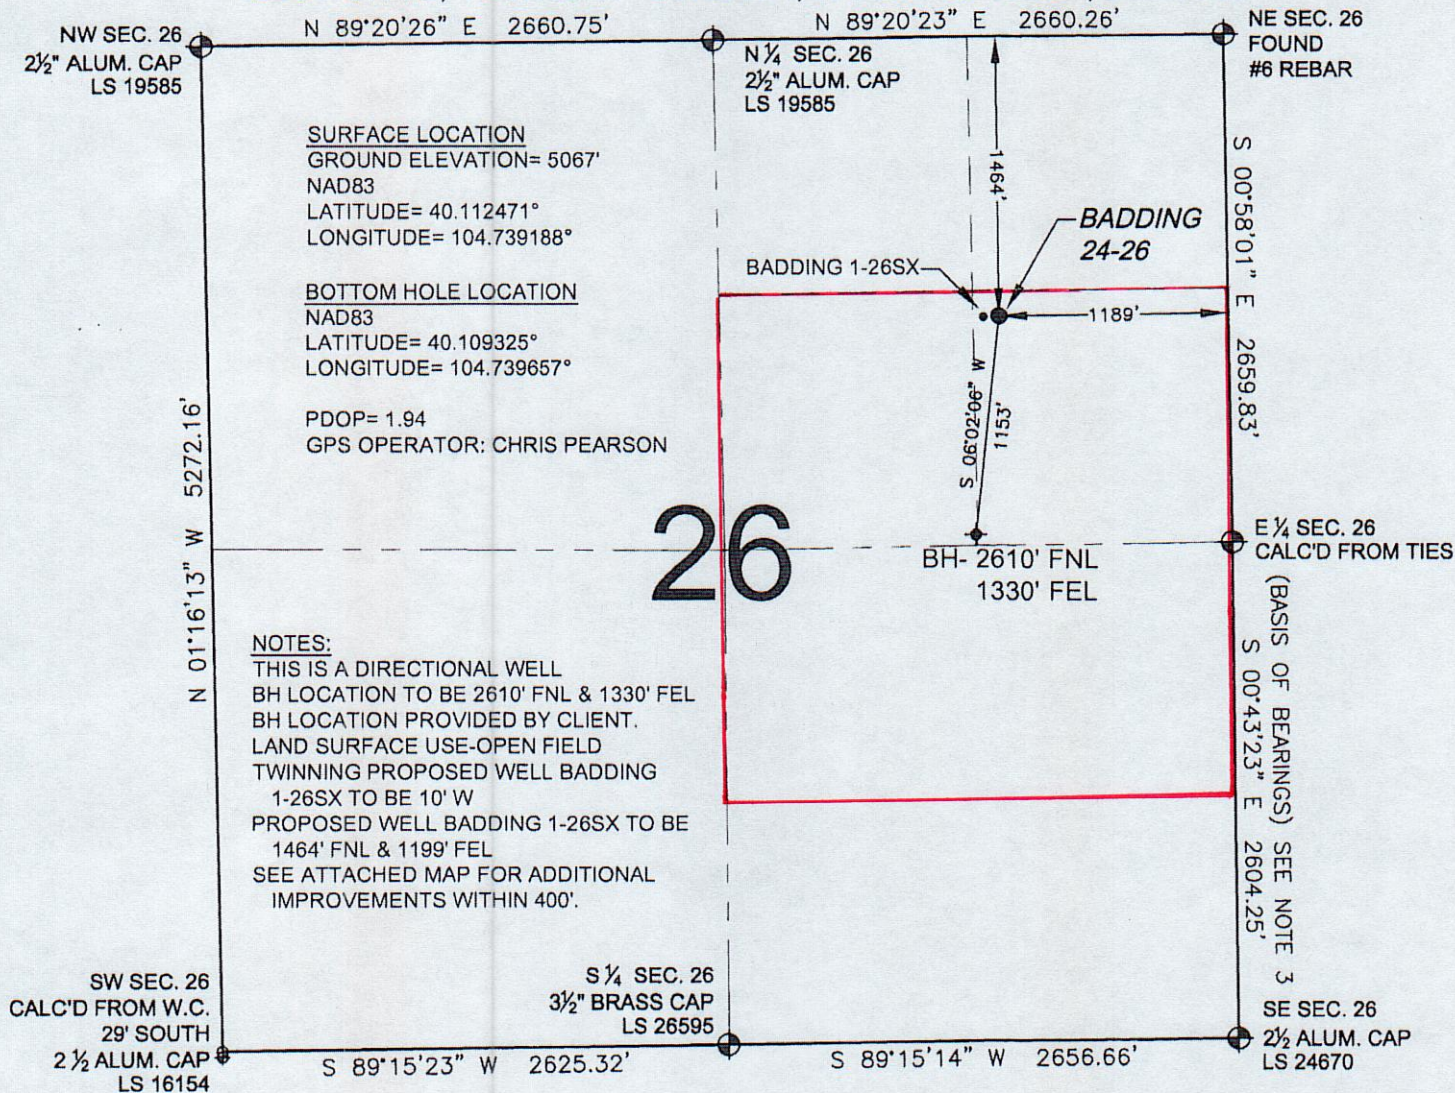 N 89°20'26" E 2660.75'
N 89°20'23" E 2660.26'
NW SEC. 26
2½" ALUM. CAP
LS 19585
N ¼ SEC. 26
2½" ALUM. CAP
LS 19585
NE SEC. 26
FOUND
#6 REBAR
SURFACE LOCATION
GROUND ELEVATION= 5067'
NAD83
LATITUDE= 40.112471°
LONGITUDE= 104.739188°
BOTTOM HOLE LOCATION
NAD83
LATITUDE= 40.109325°
LONGITUDE= 104.739657°
PDOP= 1.94
GPS OPERATOR: CHRIS PEARSON
1464'
BADDING
24-26
BADDING 1-26SX
1189'
S 00°58'01" E 2659.83'
S 06°02'06" W
1153'
N 01°16'13" W 5272.16'
26
E ¼ SEC. 26
CALC'D FROM TIES
BH- 2610' FNL
1330' FEL
(BASIS OF BEARINGS) SEE NOTE 3
S 00°43'23" E 2604.25'
NOTES:
THIS IS A DIRECTIONAL WELL
BH LOCATION TO BE 2610' FNL & 1330' FEL
BH LOCATION PROVIDED BY CLIENT.
LAND SURFACE USE-OPEN FIELD
TWINNING PROPOSED WELL BADDING
1-26SX TO BE 10' W
PROPOSED WELL BADDING 1-26SX TO BE
1464' FNL & 1199' FEL
SEE ATTACHED MAP FOR ADDITIONAL
IMPROVEMENTS WITHIN 400'.
SW SEC. 26
CALC'D FROM W.C.
29' SOUTH
2 ½ ALUM. CAP
LS 16154
S ¼ SEC. 26
3½" BRASS CAP
LS 26595
SE SEC. 26
2½ ALUM. CAP
LS 24670
S 89°15'23" W 2625.32'
S 89°15'14" W 2656.66'